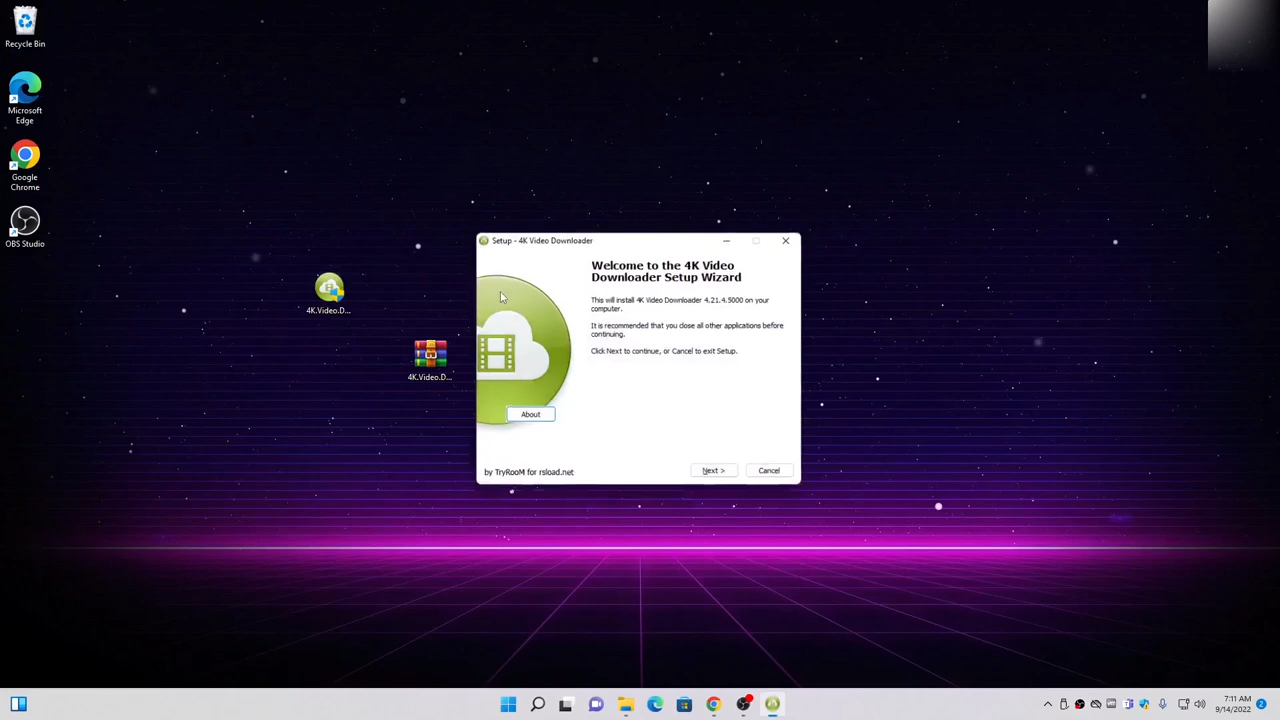 Recycle Bin
Microsoft
Edge
Google
Chrome
OBS Studio
4K.Video.D...
4K.Video.D...
Setup - 4K Video Downloader
Welcome to the 4K Video
Downloader Setup Wizard
This will install 4K Video Downloader 4.21.4.5000 on your
computer.
It is recommended that you close all other applications before
continuing.
Click Next to continue, or Cancel to exit Setup.
About
by TryRooM for rsload.net
Next >
Cancel
7:11 AM
9/14/2022